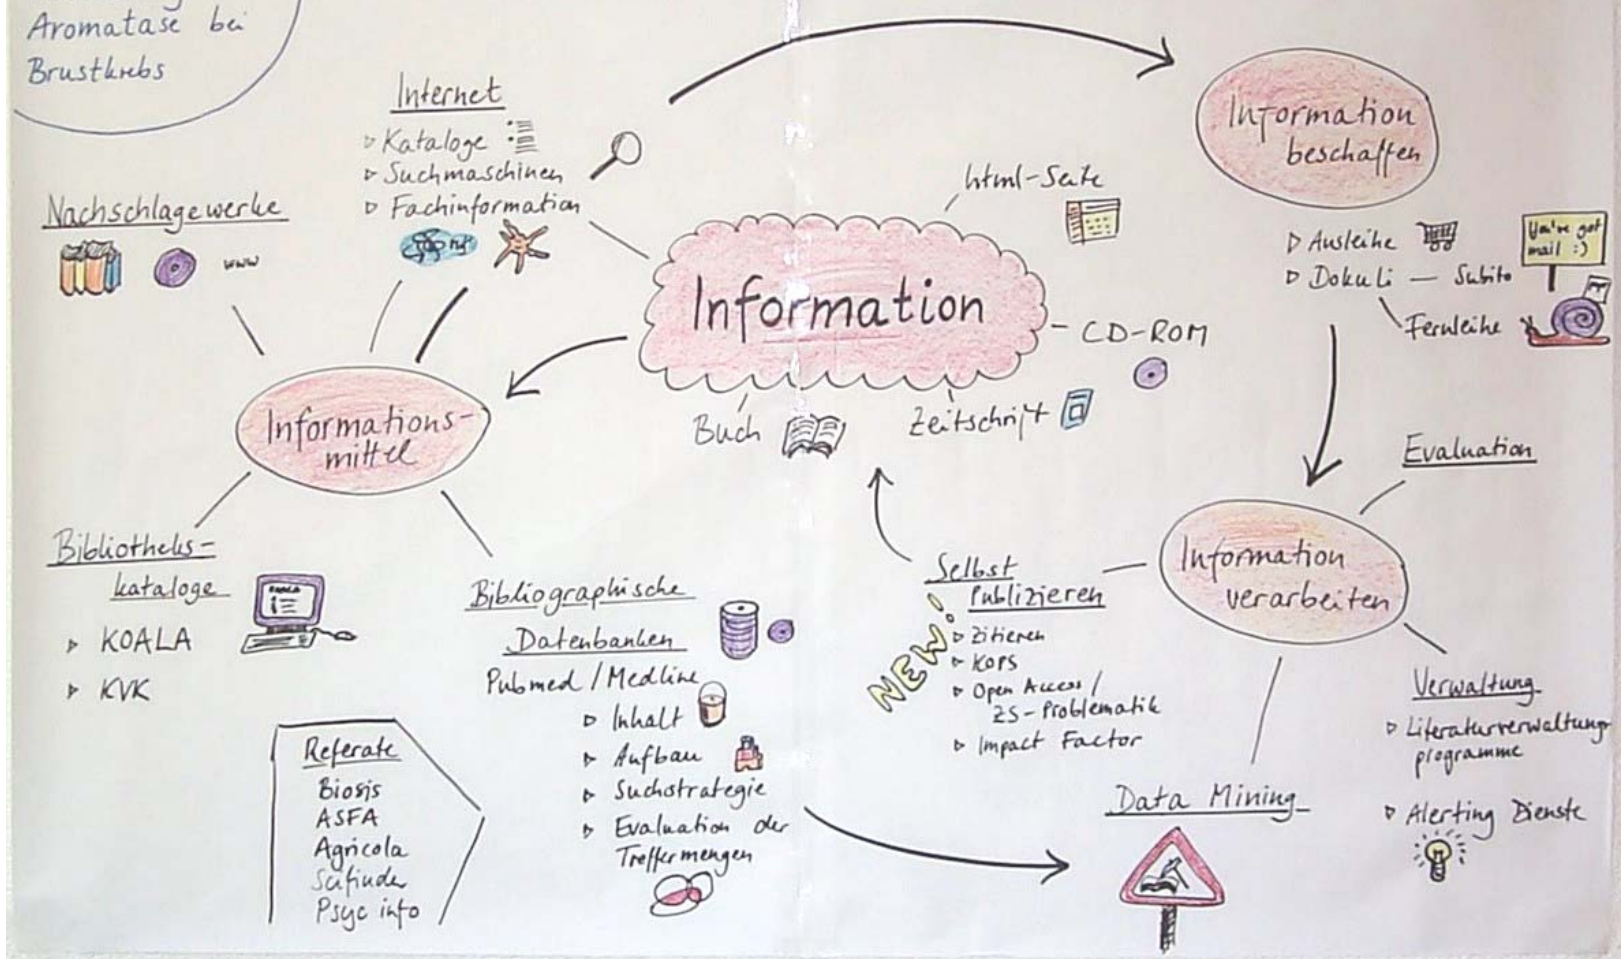 Aromatase bei
Brustkrebs
Internet
Kataloge
Suchmaschinen
Fachinformation
Nachschlagewerke
www
Informations-
mittel
Bibliotheks-
kataloge
KOALA
KVK
Bibliographische
Datenbanken
Pubmed / Medline
Inhalt
Aufbau
Suchstrategie
Evaluation der
Treffermengen
Referate
Biosis
ASFA
Agricola
Scifinder
Psyc info
Information
html-Seite
CD-ROM
Zeitschrift
Buch
Information
beschaffen
Ausleihe
Dokuli — Subito
Fernleihe
You've got
mail :)
Information
verarbeiten
Evaluation
Selbst
Publizieren
NEW!
Zitieren
KOPS
Open Access /
ZS-Problematik
Impact Factor
Data Mining
Verwaltung
Literaturverwaltungs-
programme
Alerting Dienste